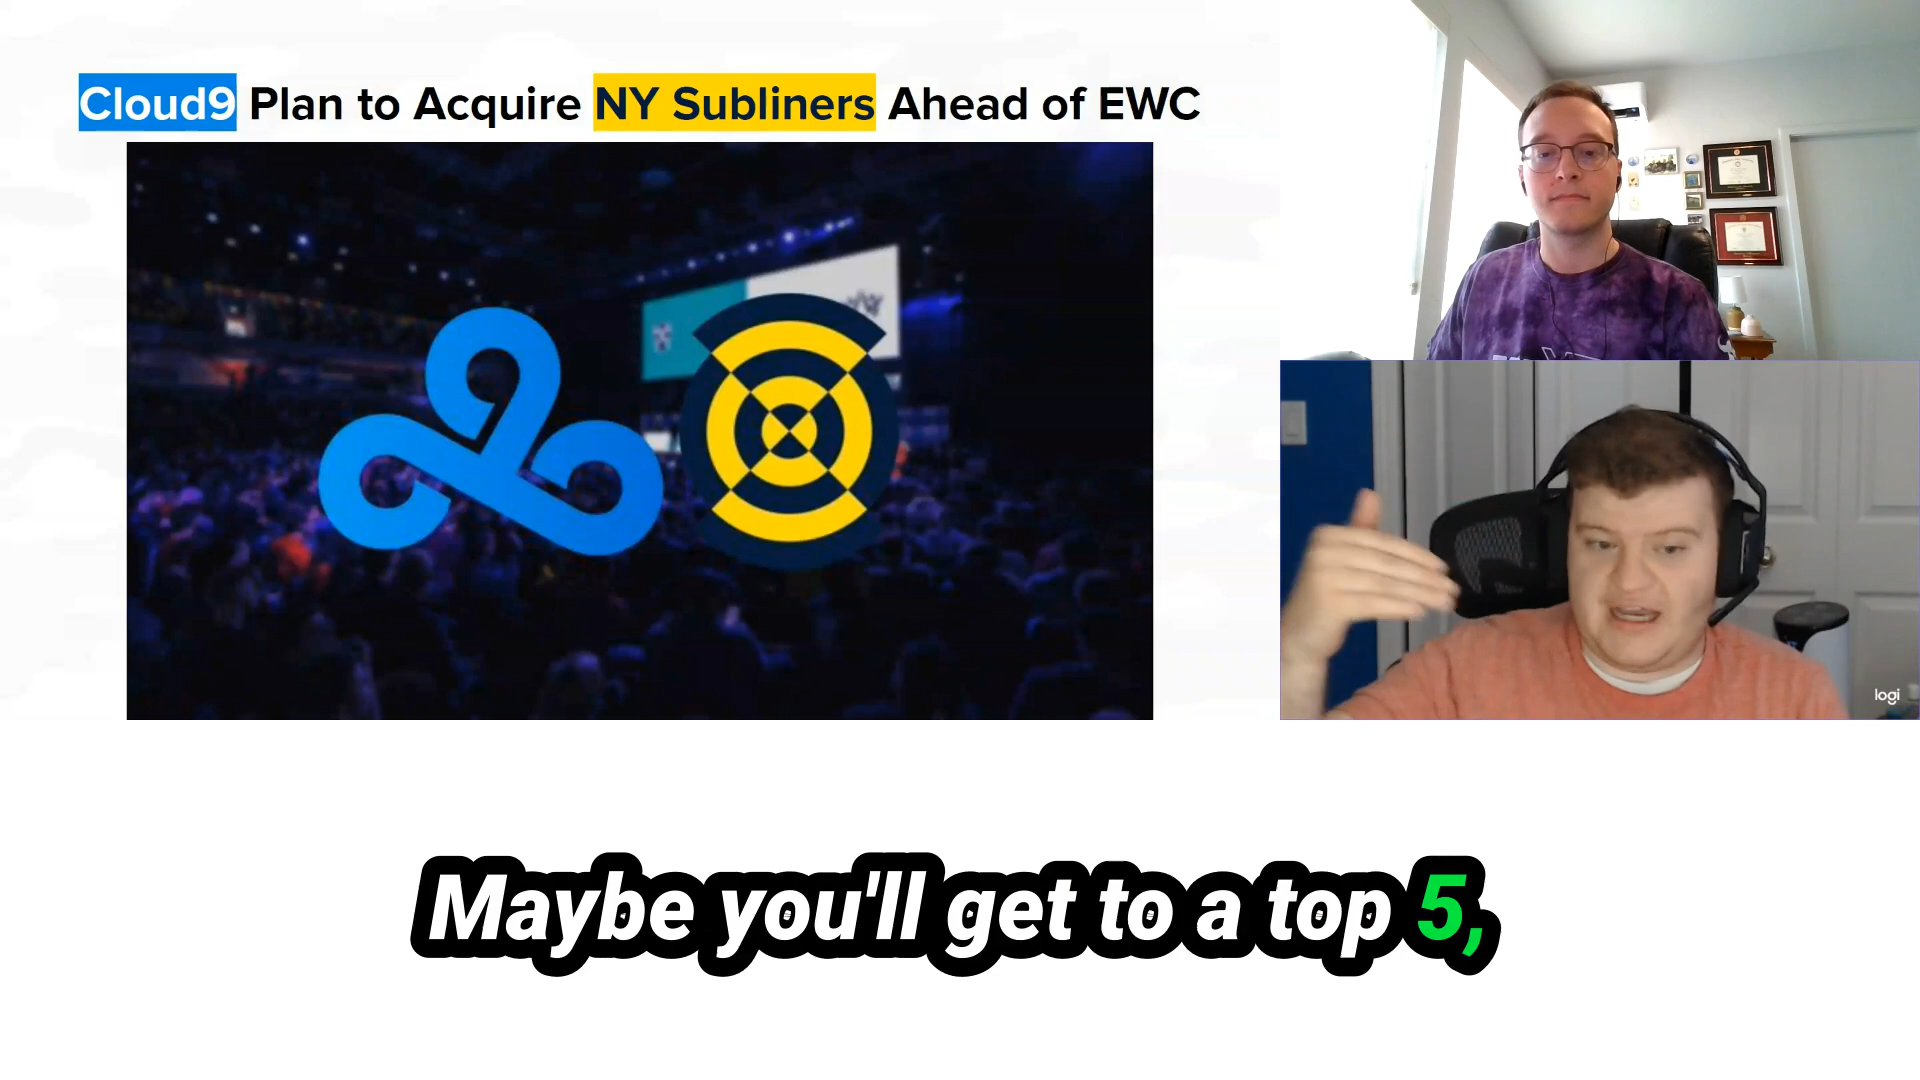 Cloud9 Plan to Acquire NY Subliners Ahead of EWC
logi
Maybe you'll get to a top 5,